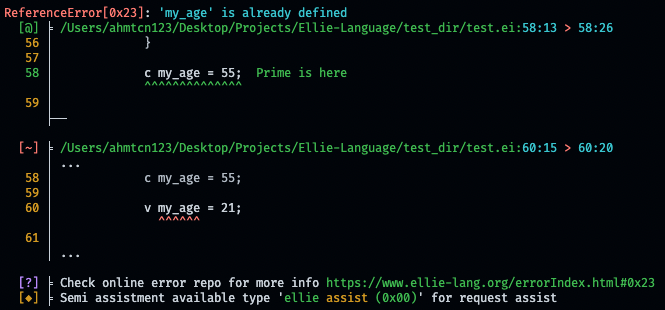 ReferenceError[0x23]: 'my_age' is already defined
[@] /Users/ahmtcn123/Desktop/Projects/Ellie-Language/test_dir/test.ei:58:13 > 58:26
56 }
57
58 c my_age = 55; Prime is here
^^^^^^^^^^^^^^
59
[~] /Users/ahmtcn123/Desktop/Projects/Ellie-Language/test_dir/test.ei:60:15 > 60:20
...
58 c my_age = 55;
59
60 v my_age = 21;
^^^^^^
61
...
[?] Check online error repo for more info https://www.ellie-lang.org/errorIndex.html#0x23
[◆] Semi assistment available type 'ellie assist (0x00)' for request assist